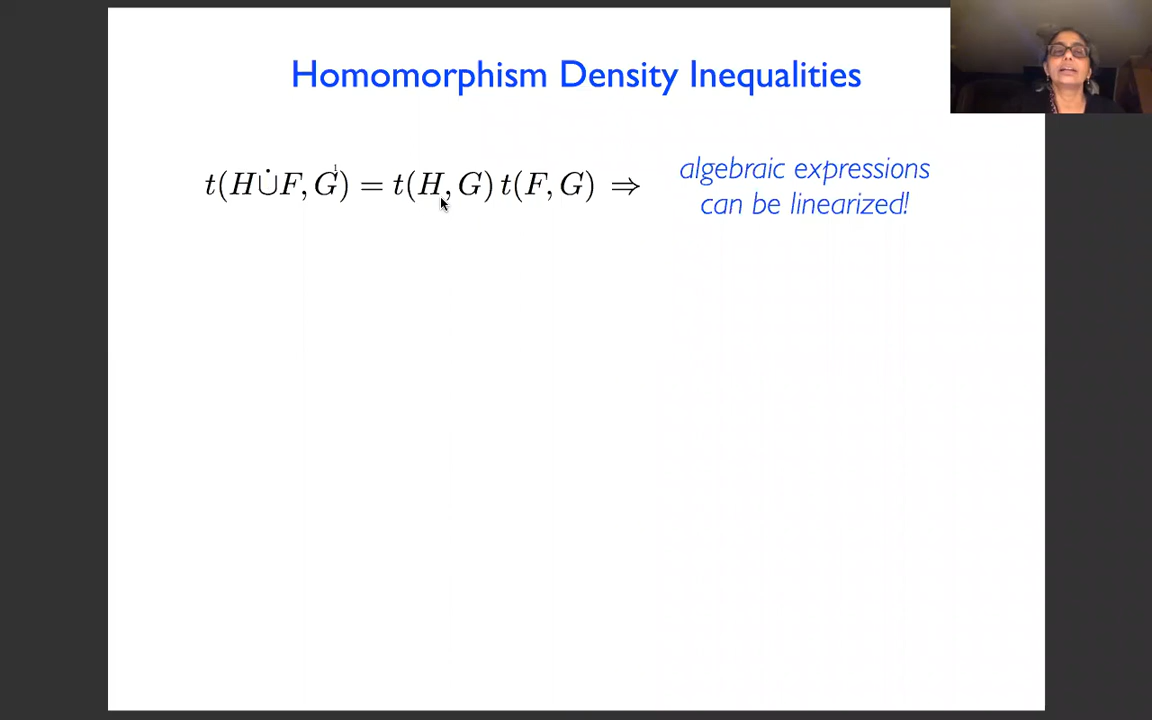 Homomorphism Density Inequalities
t(H∪̇F, G) = t(H, G) t(F, G) ⇒
algebraic expressions
can be linearized!